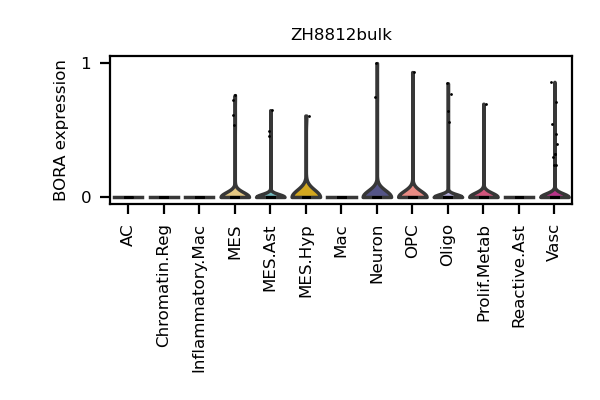 ZH8812bulk
BORA expression
1
0
AC
Chromatin.Reg
Inflammatory.Mac
MES
MES.Ast
MES.Hyp
Mac
Neuron
OPC
Oligo
Prolif.Metab
Reactive.Ast
Vasc